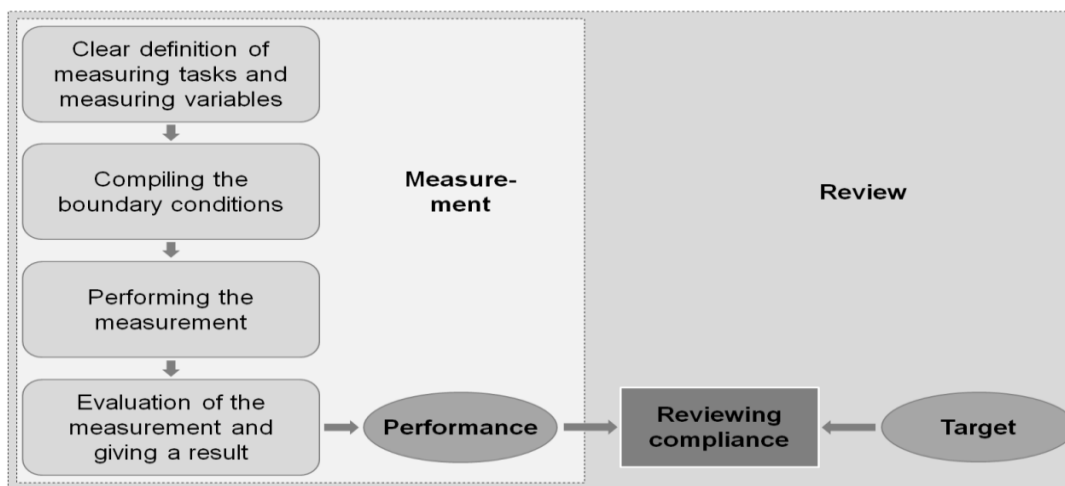 Clear definition of
measuring tasks and
measuring variables
Compiling the
boundary conditions
Measure-
ment
Review
Performing the
measurement
Evaluation of the
measurement and
giving a result
Performance
Reviewing
compliance
Target